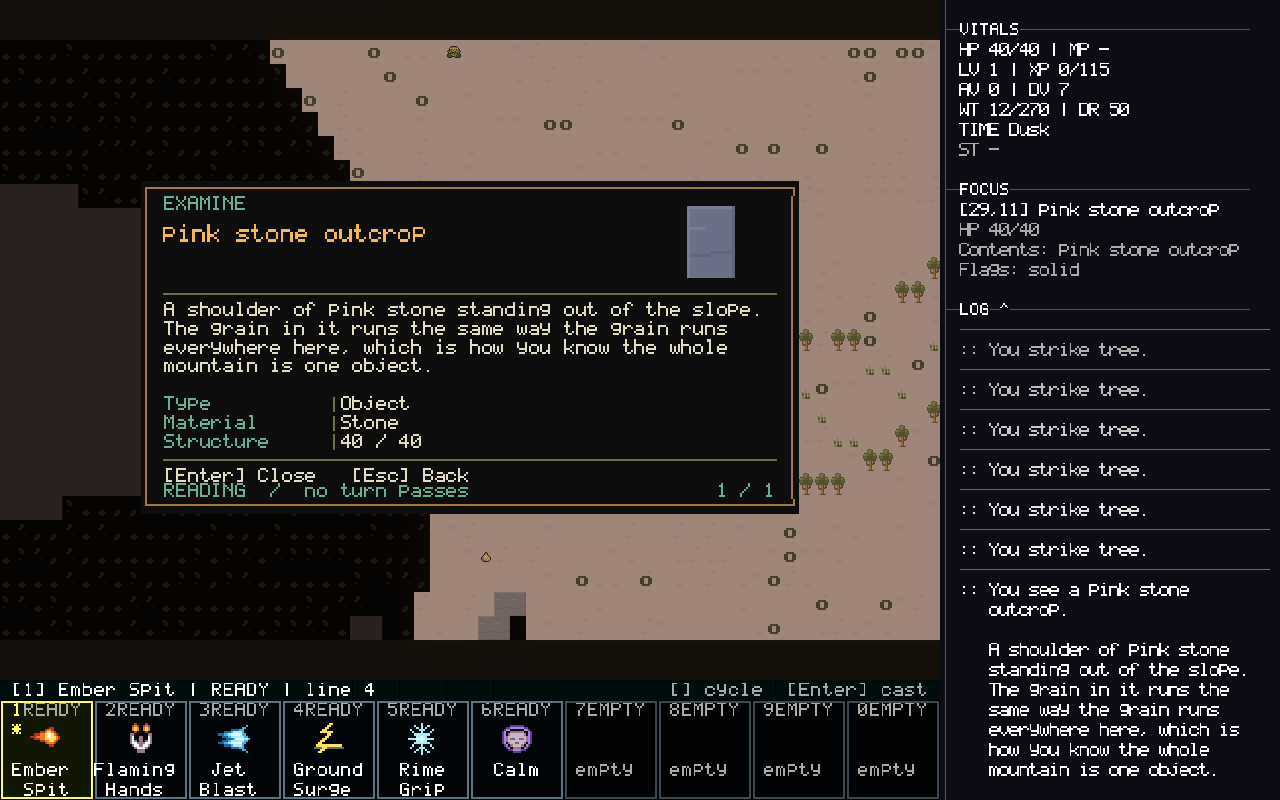 VITALS
HP 40/40 | MP -
LV 1 | XP 0/115
AV 0 | DV 7
WT 12/270 | DR 50
TIME Dusk
ST -
FOCUS
[29,11] Pink stone outcroP
HP 40/40
Contents: Pink stone outcroP
Flags: solid
LOG ^
:: You strike tree.
:: You strike tree.
:: You strike tree.
:: You strike tree.
:: You strike tree.
:: You strike tree.
:: You see a Pink stone
outcroP.
A shoulder of Pink stone
standing out of the sloPe.
The grain in it runs the
same way the grain runs
everywhere here, which is
how you know the whole
mountain is one object.
EXAMINE
Pink stone outcroP
A shoulder of Pink stone standing out of the sloPe.
The grain in it runs the same way the grain runs
everywhere here, which is how you know the whole
mountain is one object.
TyPe |Object
Material |Stone
Structure |40 / 40
[Enter] Close [Esc] Back
READING / no turn Passes 1 / 1
[1] Ember SPit | READY | line 4 [] cycle [Enter] cast
1READY 2READY 3READY 4READY 5READY 6READY 7EMPTY 8EMPTY 9EMPTY 0EMPTY
*
Ember Flaming Jet Ground Rime Calm emPty emPty emPty emPty
SPit Hands Blast Surge GriP